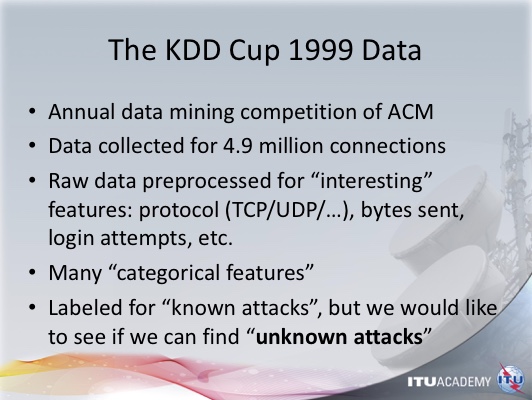 The KDD Cup 1999 Data
• Annual data mining competition of ACM
• Data collected for 4.9 million connections
• Raw data preprocessed for “interesting”
features: protocol (TCP/UDP/…), bytes sent,
login attempts, etc.
• Many “categorical features”
• Labeled for “known attacks”, but we would like
to see if we can find “unknown attacks”
ITUACADEMY ITU